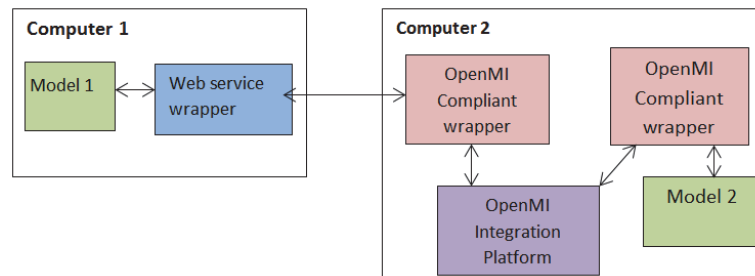 Computer 1
Model 1
Web service
wrapper
Computer 2
OpenMI
Compliant
wrapper
OpenMI
Compliant
wrapper
OpenMI
Integration
Platform
Model 2